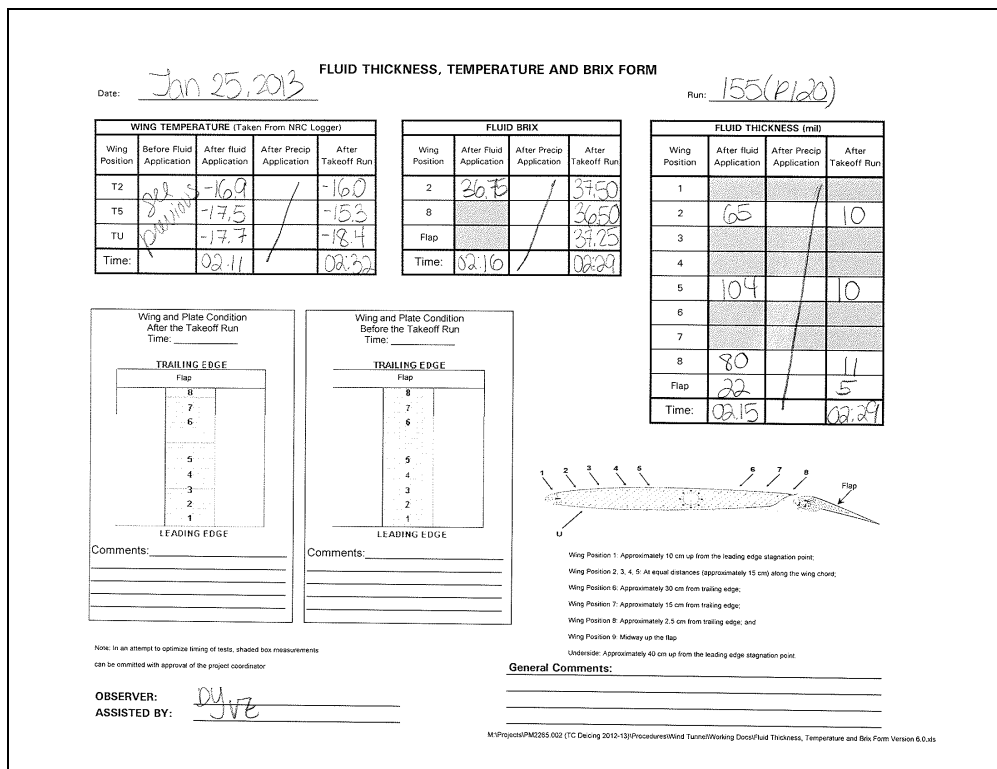 FLUID THICKNESS, TEMPERATURE AND BRIX FORM
Date: Jan 25, 2013
Run: 155(P120)
WING TEMPERATURE (Taken From NRC Logger)
Wing Position Before Fluid Application After fluid Application After Precip Application After Takeoff Run
T2 see previous -16.9 -16.0
T5 -17.5 -15.3
TU -17.7 -18.4
Time: 02:11 02:32
FLUID BRIX
Wing Position After Fluid Application After Precip Application After Takeoff Run
2 36.75 37.50
8 36.50
Flap 37.25
Time: 02:16 02:29
FLUID THICKNESS (mil)
Wing Position After fluid Application After Precip Application After Takeoff Run
1
2 65 10
3
4
5 104 10
6
7
8 80 11
Flap 22 5
Time: 02:15 02:29
Wing and Plate Condition
After the Takeoff Run
Time:
TRAILING EDGE
Flap
8
7
6
5
4
3
2
1
LEADING EDGE
Comments:
Wing and Plate Condition
Before the Takeoff Run
Time:
TRAILING EDGE
Flap
8
7
6
5
4
3
2
1
LEADING EDGE
Comments:
1 2 3 4 5 6 7 8
Flap
U
Wing Position 1: Approximately 10 cm up from the leading edge stagnation point;
Wing Position 2, 3, 4, 5: At equal distances (approximately 15 cm) along the wing chord;
Wing Position 6: Approximately 30 cm from trailing edge;
Wing Position 7: Approximately 15 cm from trailing edge;
Wing Position 8: Approximately 2.5 cm from trailing edge; and
Wing Position 9: Midway up the flap
Underside: Approximately 40 cm up from the leading edge stagnation point.
Note: In an attempt to optimize timing of tests, shaded box measurements
can be ommitted with approval of the project coordinator
General Comments:
OBSERVER: DY
ASSISTED BY: JVE
M:\Projects\PM2265.002 (TC Deicing 2012-13)\Procedures\Wind Tunnel\Working Docs\Fluid Thickness, Temperature and Brix Form Version 6.0.xls